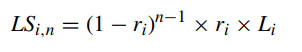 LS_{i,n} = (1 − r_i)^{n−1} × r_i × L_i